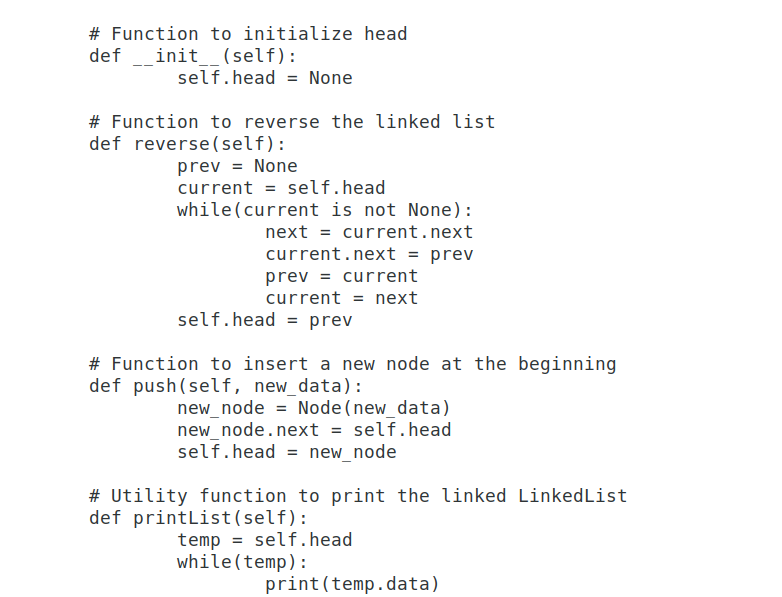 # Function to initialize head
def __init__(self):
self.head = None
# Function to reverse the linked list
def reverse(self):
prev = None
current = self.head
while(current is not None):
next = current.next
current.next = prev
prev = current
current = next
self.head = prev
# Function to insert a new node at the beginning
def push(self, new_data):
new_node = Node(new_data)
new_node.next = self.head
self.head = new_node
# Utility function to print the linked LinkedList
def printList(self):
temp = self.head
while(temp):
print(temp.data)